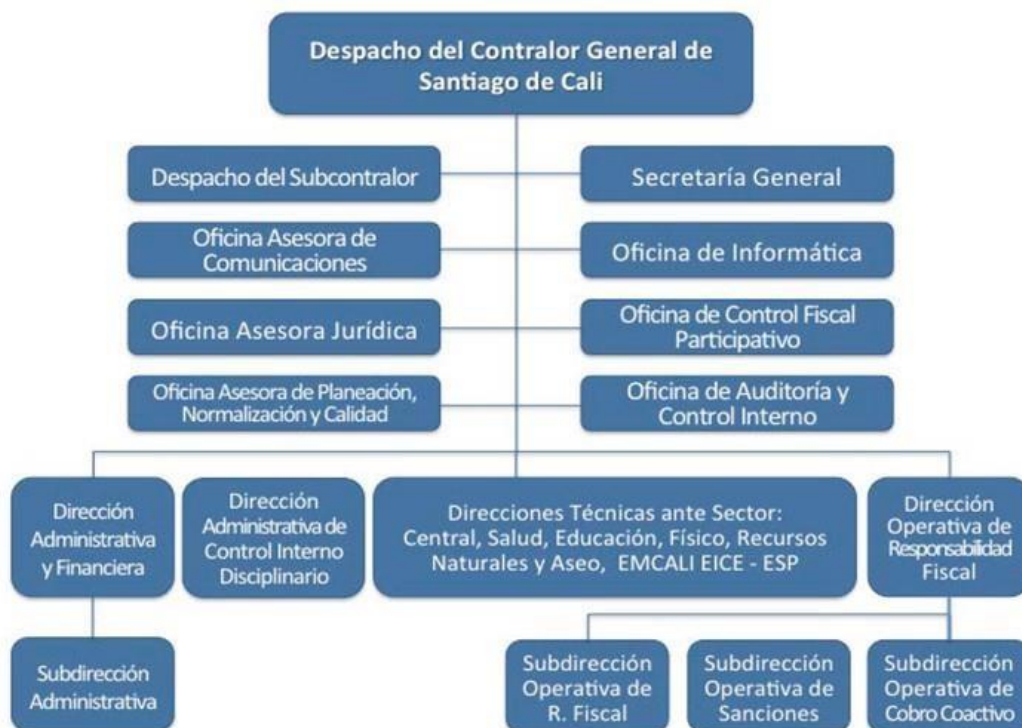 Despacho del Contralor General de
Santiago de Cali
Despacho del Subcontralor
Secretaría General
Oficina Asesora de
Comunicaciones
Oficina de Informática
Oficina Asesora Jurídica
Oficina de Control Fiscal
Participativo
Oficina Asesora de Planeación,
Normalización y Calidad
Oficina de Auditoría y
Control Interno
Dirección
Administrativa
y Financiera
Dirección
Administrativa de
Control Interno
Disciplinario
Direcciones Técnicas ante Sector:
Central, Salud, Educación, Físico, Recursos
Naturales y Aseo, EMCALI EICE - ESP
Dirección
Operativa de
Responsabilidad
Fiscal
Subdirección
Administrativa
Subdirección
Operativa de
R. Fiscal
Subdirección
Operativa de
Sanciones
Subdirección
Operativa de
Cobro Coactivo